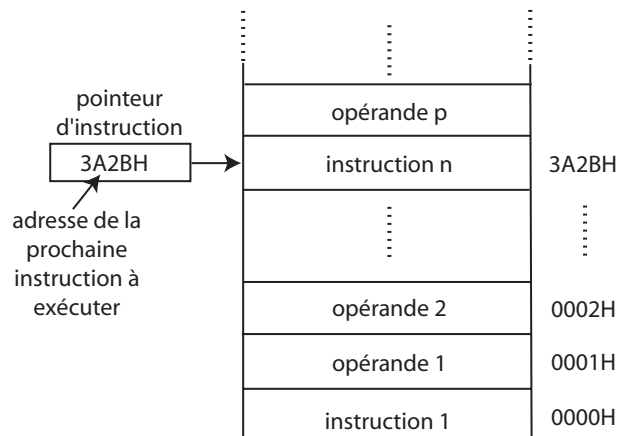 opérande p
pointeur
d'instruction
3A2BH
instruction n
3A2BH
adresse de la
prochaine
instruction à
exécuter
opérande 2
0002H
opérande 1
0001H
instruction 1
0000H